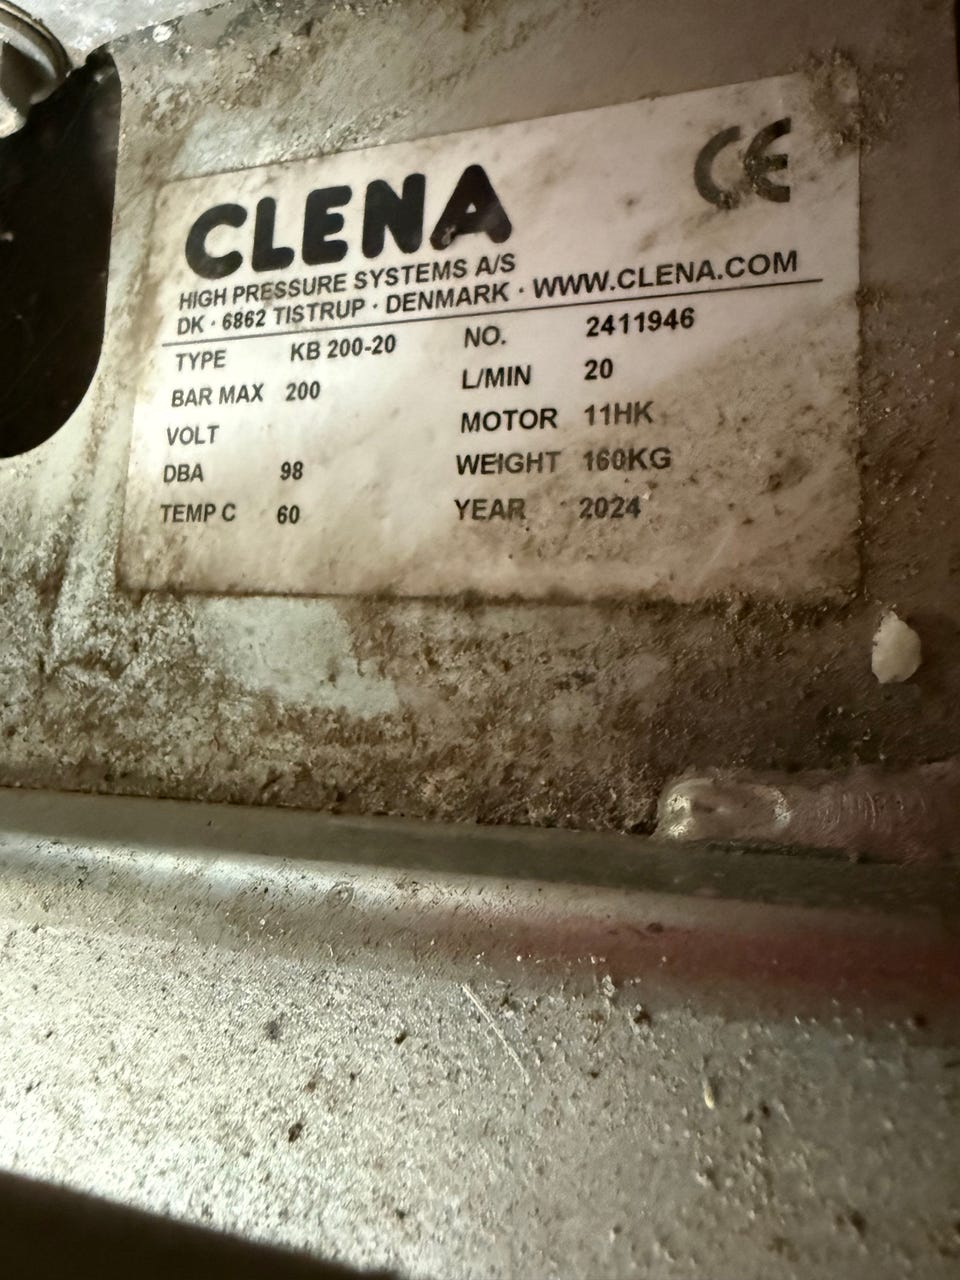 CLENA CE
HIGH PRESSURE SYSTEMS A/S
DK · 6862 TISTRUP · DENMARK · WWW.CLENA.COM
TYPE KB 200-20 NO. 2411946
BAR MAX 200 L/MIN 20
VOLT MOTOR 11HK
DBA 98 WEIGHT 160KG
TEMP C 60 YEAR 2024